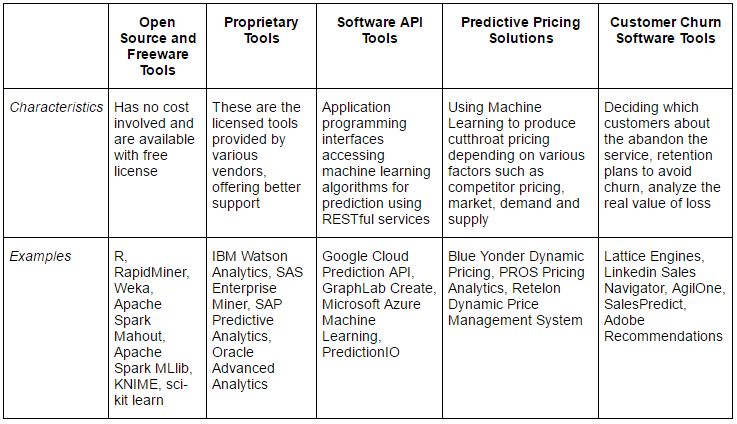 Open
Source and
Freeware
Tools
Proprietary
Tools
Software API
Tools
Predictive Pricing
Solutions
Customer Churn
Software Tools
Characteristics
Has no cost
involved and
are available
with free
license
These are the
licensed tools
provided by
various
vendors,
offering better
support
Application
programming
interfaces
accessing
machine learning
algorithms for
prediction using
RESTful services
Using Machine
Learning to produce
cutthroat pricing
depending on various
factors such as
competitor pricing,
market, demand and
supply
Deciding which
customers about
the abandon the
service, retention
plans to avoid
churn, analyze the
real value of loss
Examples
R,
RapidMiner,
Weka,
Apache
Spark
Mahout,
Apache
Spark MLlib,
KNIME, sci-
kit learn
IBM Watson
Analytics, SAS
Enterprise
Miner, SAP
Predictive
Analytics,
Oracle
Advanced
Analytics
Google Cloud
Prediction API,
GraphLab Create,
Microsoft Azure
Machine
Learning,
PredictionIO
Blue Yonder Dynamic
Pricing, PROS Pricing
Analytics, Retelon
Dynamic Price
Management System
Lattice Engines,
Linkedin Sales
Navigator, AgilOne,
SalesPredict,
Adobe
Recommendations